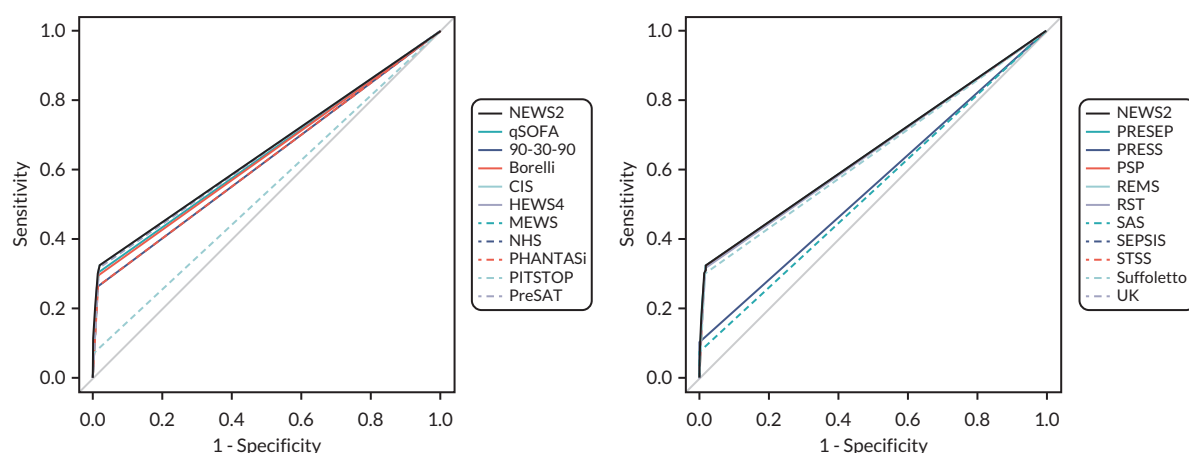 1.0
0.8
0.6
0.4
0.2
0.0
Sensitivity
0.0 0.2 0.4 0.6 0.8 1.0
1 - Specificity
NEWS2
qSOFA
90-30-90
Borelli
CIS
HEWS4
MEWS
NHS
PHANTASi
PITSTOP
PreSAT
1.0
0.8
0.6
0.4
0.2
0.0
Sensitivity
0.0 0.2 0.4 0.6 0.8 1.0
1 - Specificity
NEWS2
PRESEP
PRESS
PSP
REMS
RST
SAS
SEPSIS
STSS
Suffoletto
UK